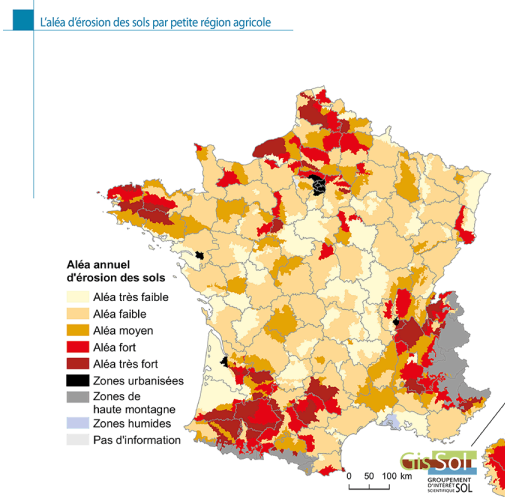 L'aléa d'érosion des sols par petite région agricole
Aléa annuel
d'érosion des sols
Aléa très faible
Aléa faible
Aléa moyen
Aléa fort
Aléa très fort
Zones urbanisées
Zones de
haute montagne
Zones humides
Pas d'information
0 50 100 km
GisSol
GROUPEMENT
D'INTÉRÊT
SCIENTIFIQUE SOL